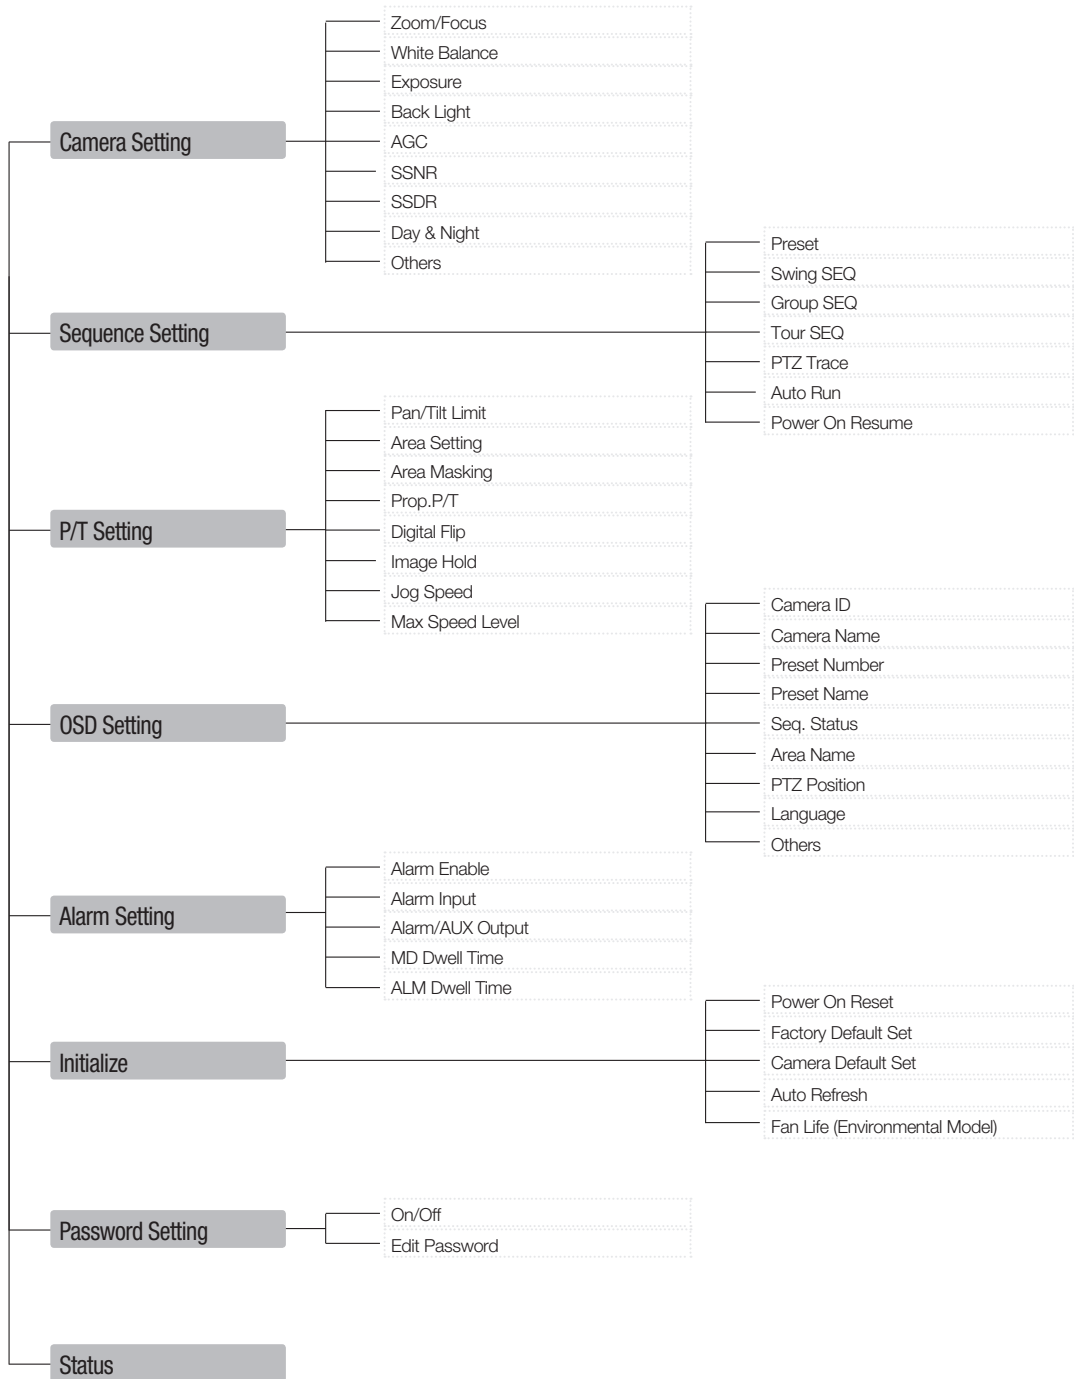 Camera Setting
Zoom/Focus
White Balance
Exposure
Back Light
AGC
SSNR
SSDR
Day & Night
Others
Sequence Setting
Preset
Swing SEQ
Group SEQ
Tour SEQ
PTZ Trace
Auto Run
Power On Resume
P/T Setting
Pan/Tilt Limit
Area Setting
Area Masking
Prop.P/T
Digital Flip
Image Hold
Jog Speed
Max Speed Level
OSD Setting
Camera ID
Camera Name
Preset Number
Preset Name
Seq. Status
Area Name
PTZ Position
Language
Others
Alarm Setting
Alarm Enable
Alarm Input
Alarm/AUX Output
MD Dwell Time
ALM Dwell Time
Initialize
Power On Reset
Factory Default Set
Camera Default Set
Auto Refresh
Fan Life (Environmental Model)
Password Setting
On/Off
Edit Password
Status